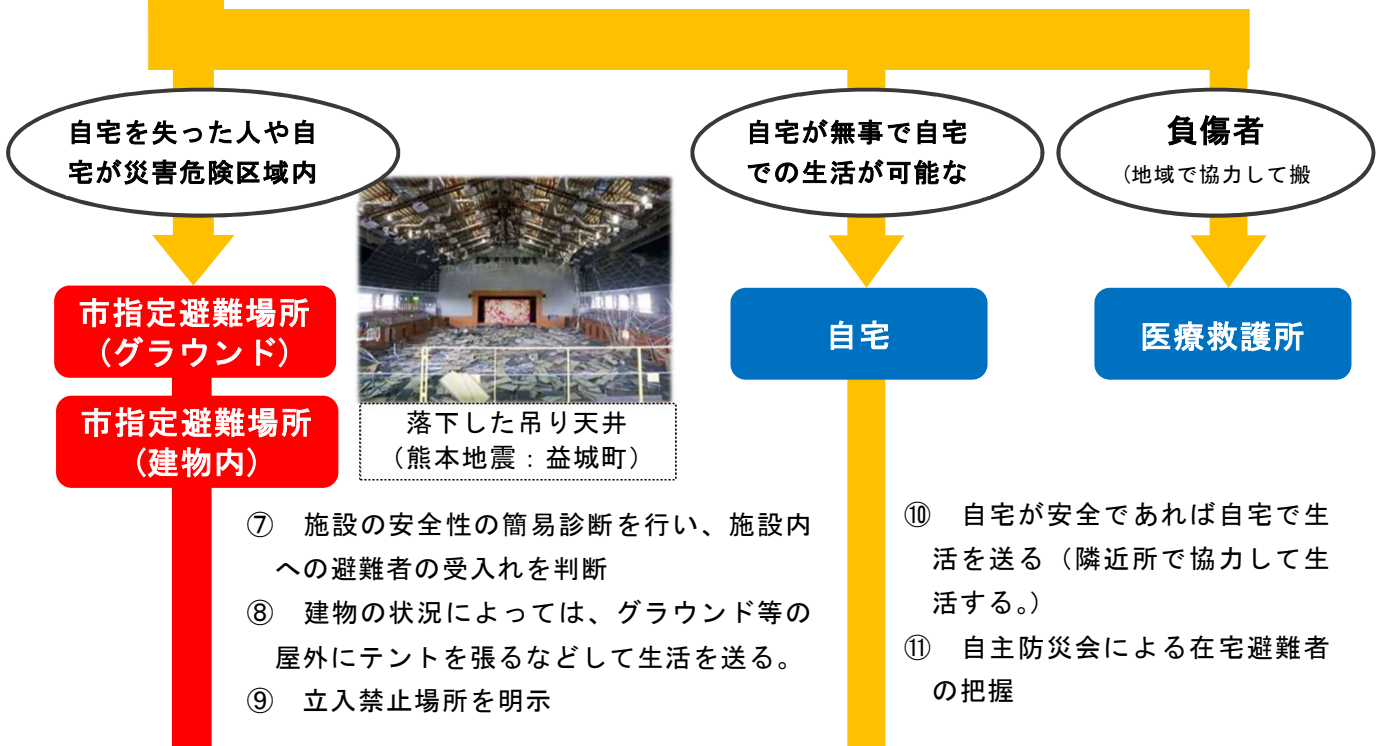 自宅を失った人や自
宅が災害危険区域内
自宅が無事で自宅
での生活が可能な
負傷者
（地域で協力して搬
市指定避難場所
（グラウンド）
市指定避難場所
（建物内）
落下した吊り天井
（熊本地震：益城町）
自宅
医療救護所
⑦　施設の安全性の簡易診断を行い、施設内
への避難者の受入れを判断
⑧　建物の状況によっては、グラウンド等の
屋外にテントを張るなどして生活を送る。
⑨　立入禁止場所を明示
⑩　自宅が安全であれば自宅で生
活を送る（隣近所で協力して生
活する。）
⑪　自主防災会による在宅避難者
の把握